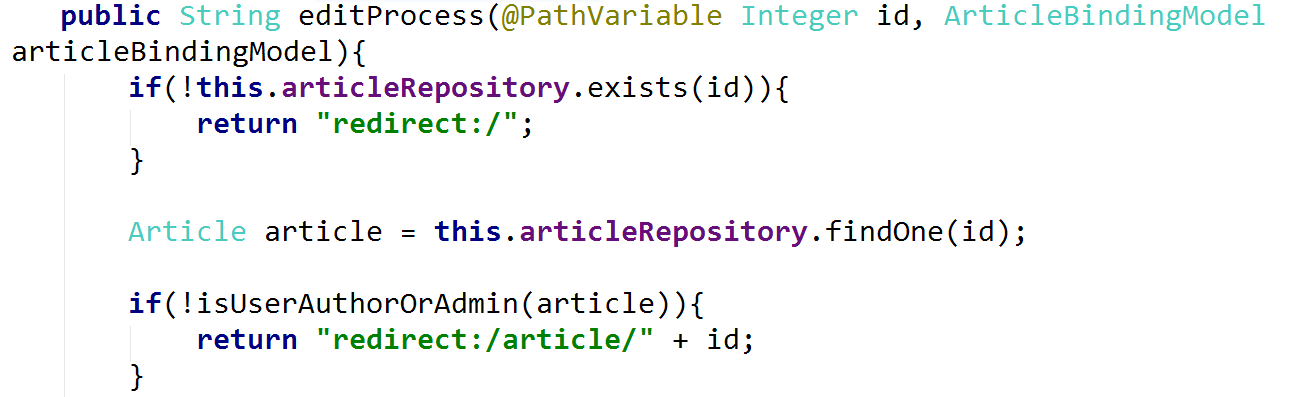 public String editProcess(@PathVariable Integer id, ArticleBindingModel
articleBindingModel){
if(!this.articleRepository.exists(id)){
return "redirect:/";
}
Article article = this.articleRepository.findOne(id);
if(!isUserAuthorOrAdmin(article)){
return "redirect:/article/" + id;
}